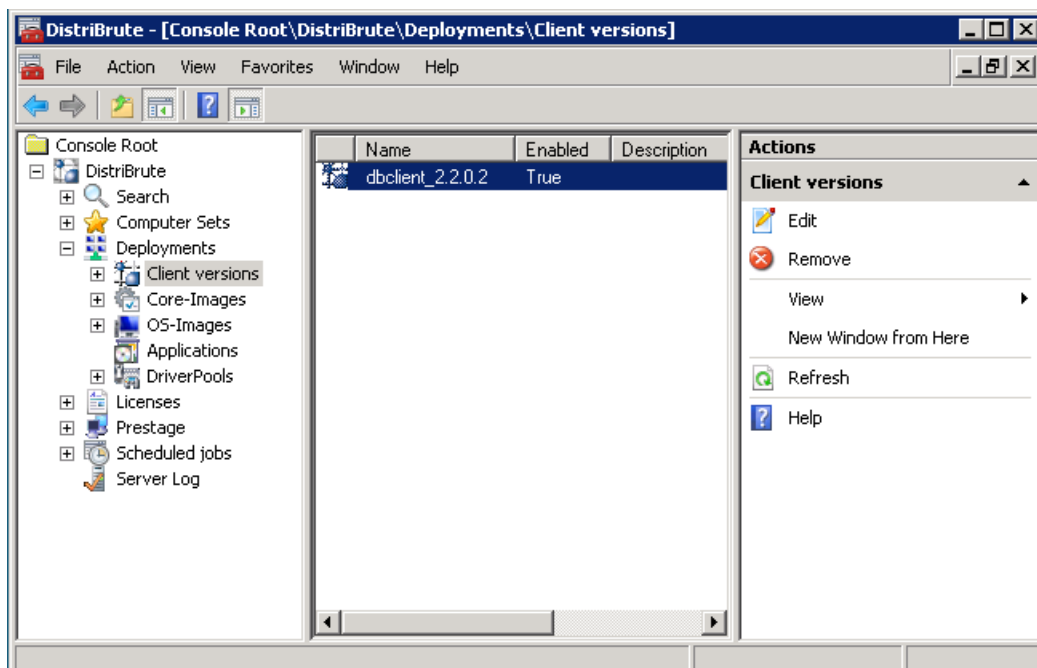 DistriBrute - [Console Root\DistriBrute\Deployments\Client versions]
File Action View Favorites Window Help
Console Root
DistriBrute
Search
Computer Sets
Deployments
Client versions
Core-Images
OS-Images
Applications
DriverPools
Licenses
Prestage
Scheduled jobs
Server Log
Name Enabled Description
dbclient_2.2.0.2 True
Actions
Client versions
Edit
Remove
View
New Window from Here
Refresh
Help